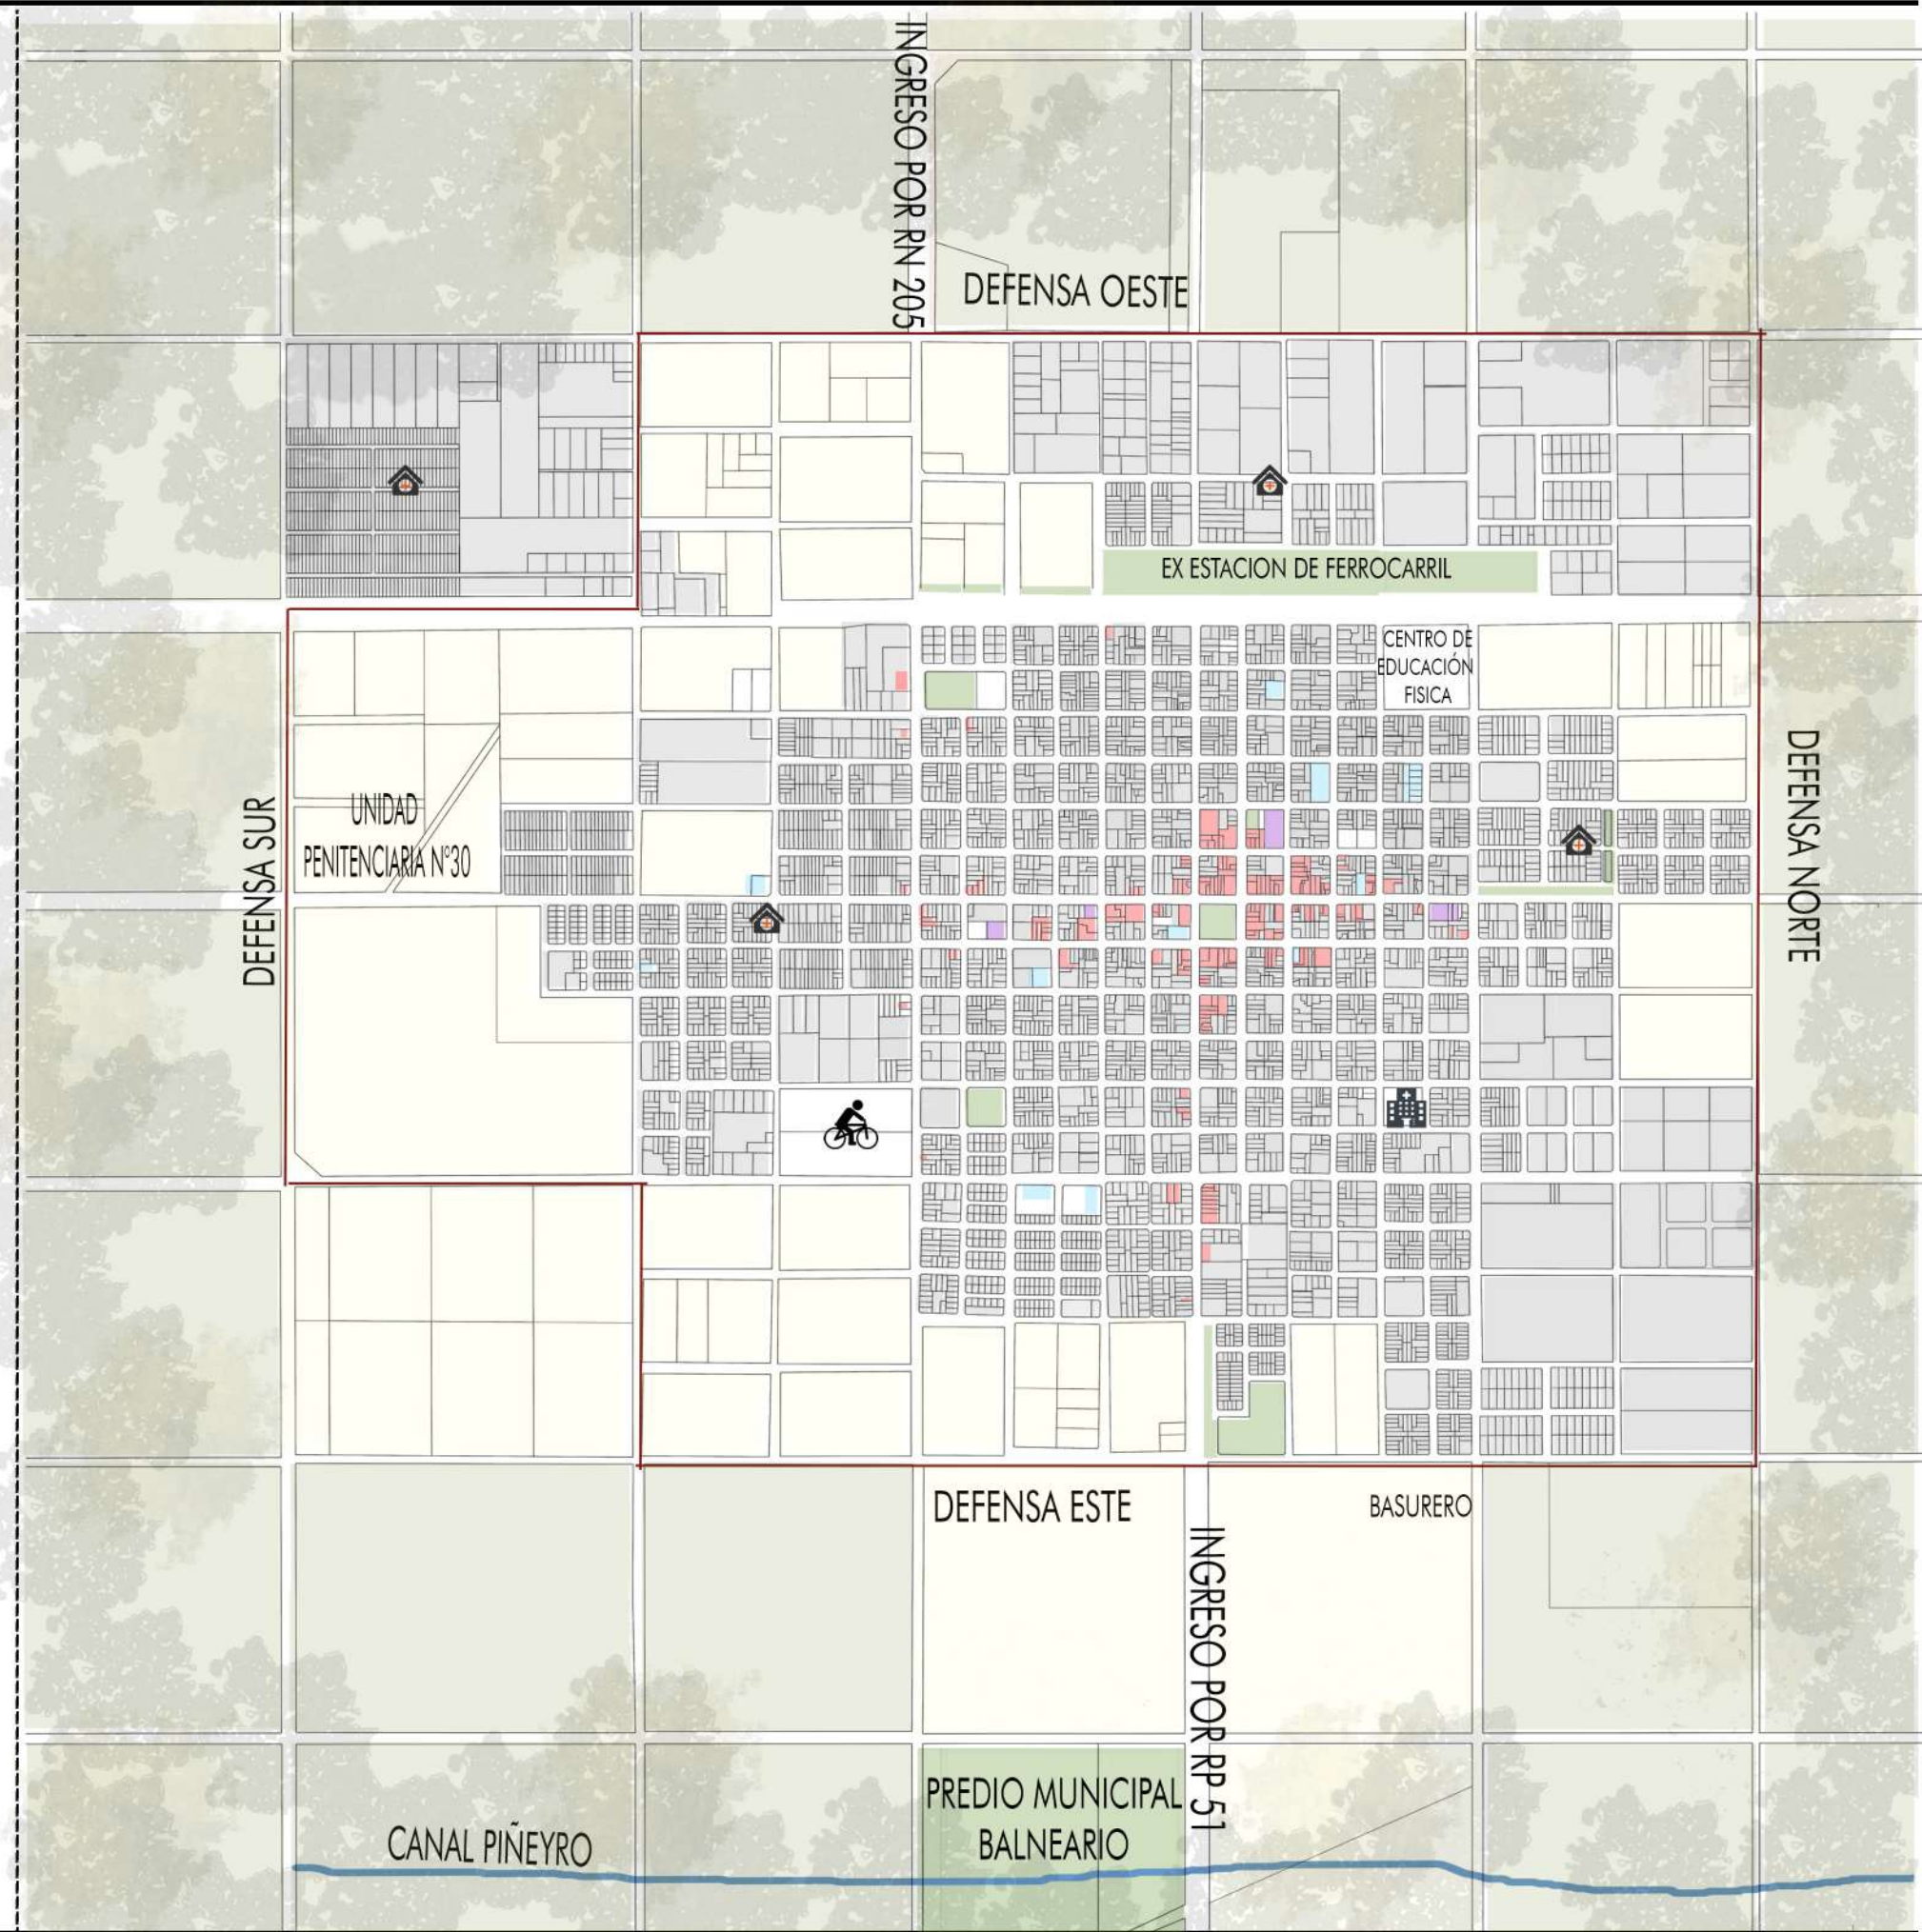 INGRESO POR RN 205
DEFENSA OESTE
EX ESTACION DE FERROCARRIL
CENTRO DE
EDUCACIÓN
FISICA
DEFENSA SUR
UNIDAD
PENITENCIARIA N°30
DEFENSA NORTE
DEFENSA ESTE
BASURERO
INGRESO POR RP 51
PREDIO MUNICIPAL
BALNEARIO
CANAL PIÑEYRO